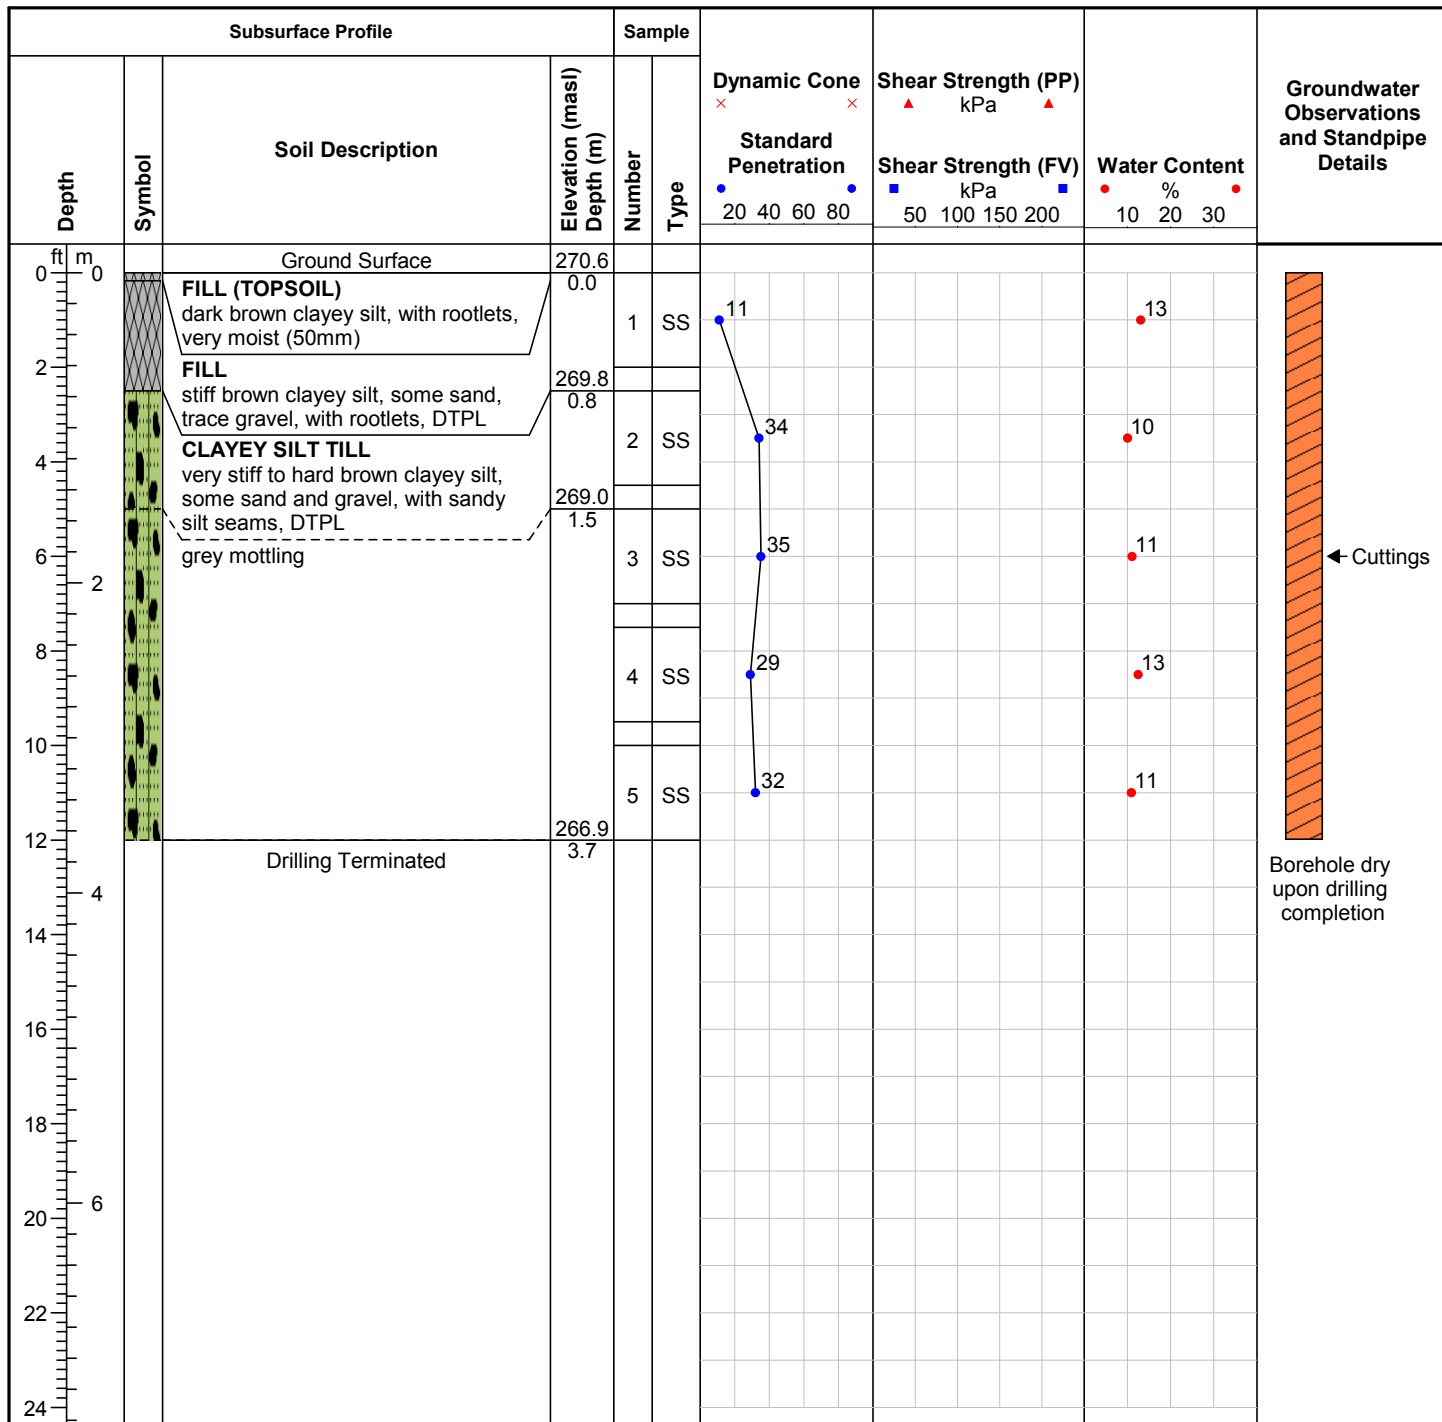 Subsurface Profile
Sample
Depth
Symbol
Soil Description
Elevation (masl)
Depth (m)
Number
Type
Dynamic Cone
Standard
Penetration
20 40 60 80
Shear Strength (PP)
kPa
Shear Strength (FV)
kPa
50 100 150 200
Water Content
%
10 20 30
Groundwater
Observations
and Standpipe
Details
ft m
0 0
Ground Surface
270.6
0.0
FILL (TOPSOIL)
dark brown clayey silt, with rootlets,
very moist (50mm)
1 SS
11
13
2
FILL
stiff brown clayey silt, some sand,
trace gravel, with rootlets, DTPL
269.8
0.8
2 SS
34
10
4
CLAYEY SILT TILL
very stiff to hard brown clayey silt,
some sand and gravel, with sandy
silt seams, DTPL
269.0
1.5
grey mottling
6
2
3 SS
35
11
Cuttings
8
4 SS
29
13
10
5 SS
32
11
12
266.9
3.7
Drilling Terminated
Borehole dry
upon drilling
completion
4
14
16
18
6
20
22
24